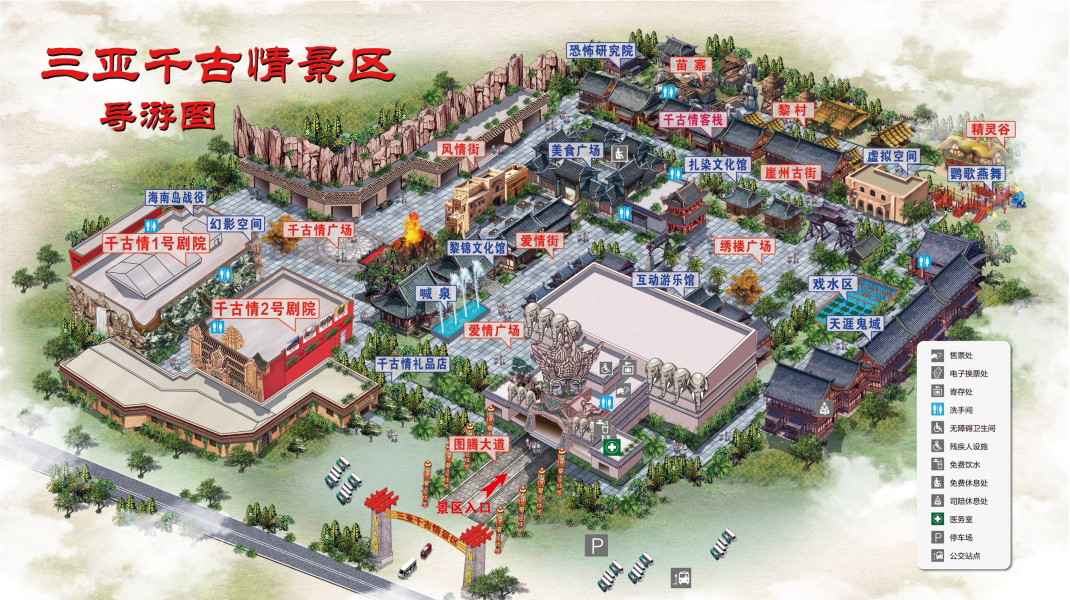 三亚千古情景区
导游图
恐怖研究院
苗寨
千古情客栈
黎村
精灵谷
风情街
美食广场
扎染文化馆
崖州古街
虚拟空间
鹦歌燕舞
海南岛战役
幻影空间
千古情1号剧院
千古情广场
黎锦文化馆
爱情街
绣楼广场
千古情2号剧院
喊泉
互动游乐馆
戏水区
爱情广场
天涯鬼域
千古情礼品店
图腾大道
景区入口
三亚千古情景区
P
售票处
电子换票处
寄存处
洗手间
无障碍卫生间
残疾人设施
免费饮水
免费休息处
司陪休息处
医务室
P 停车场
公交站点